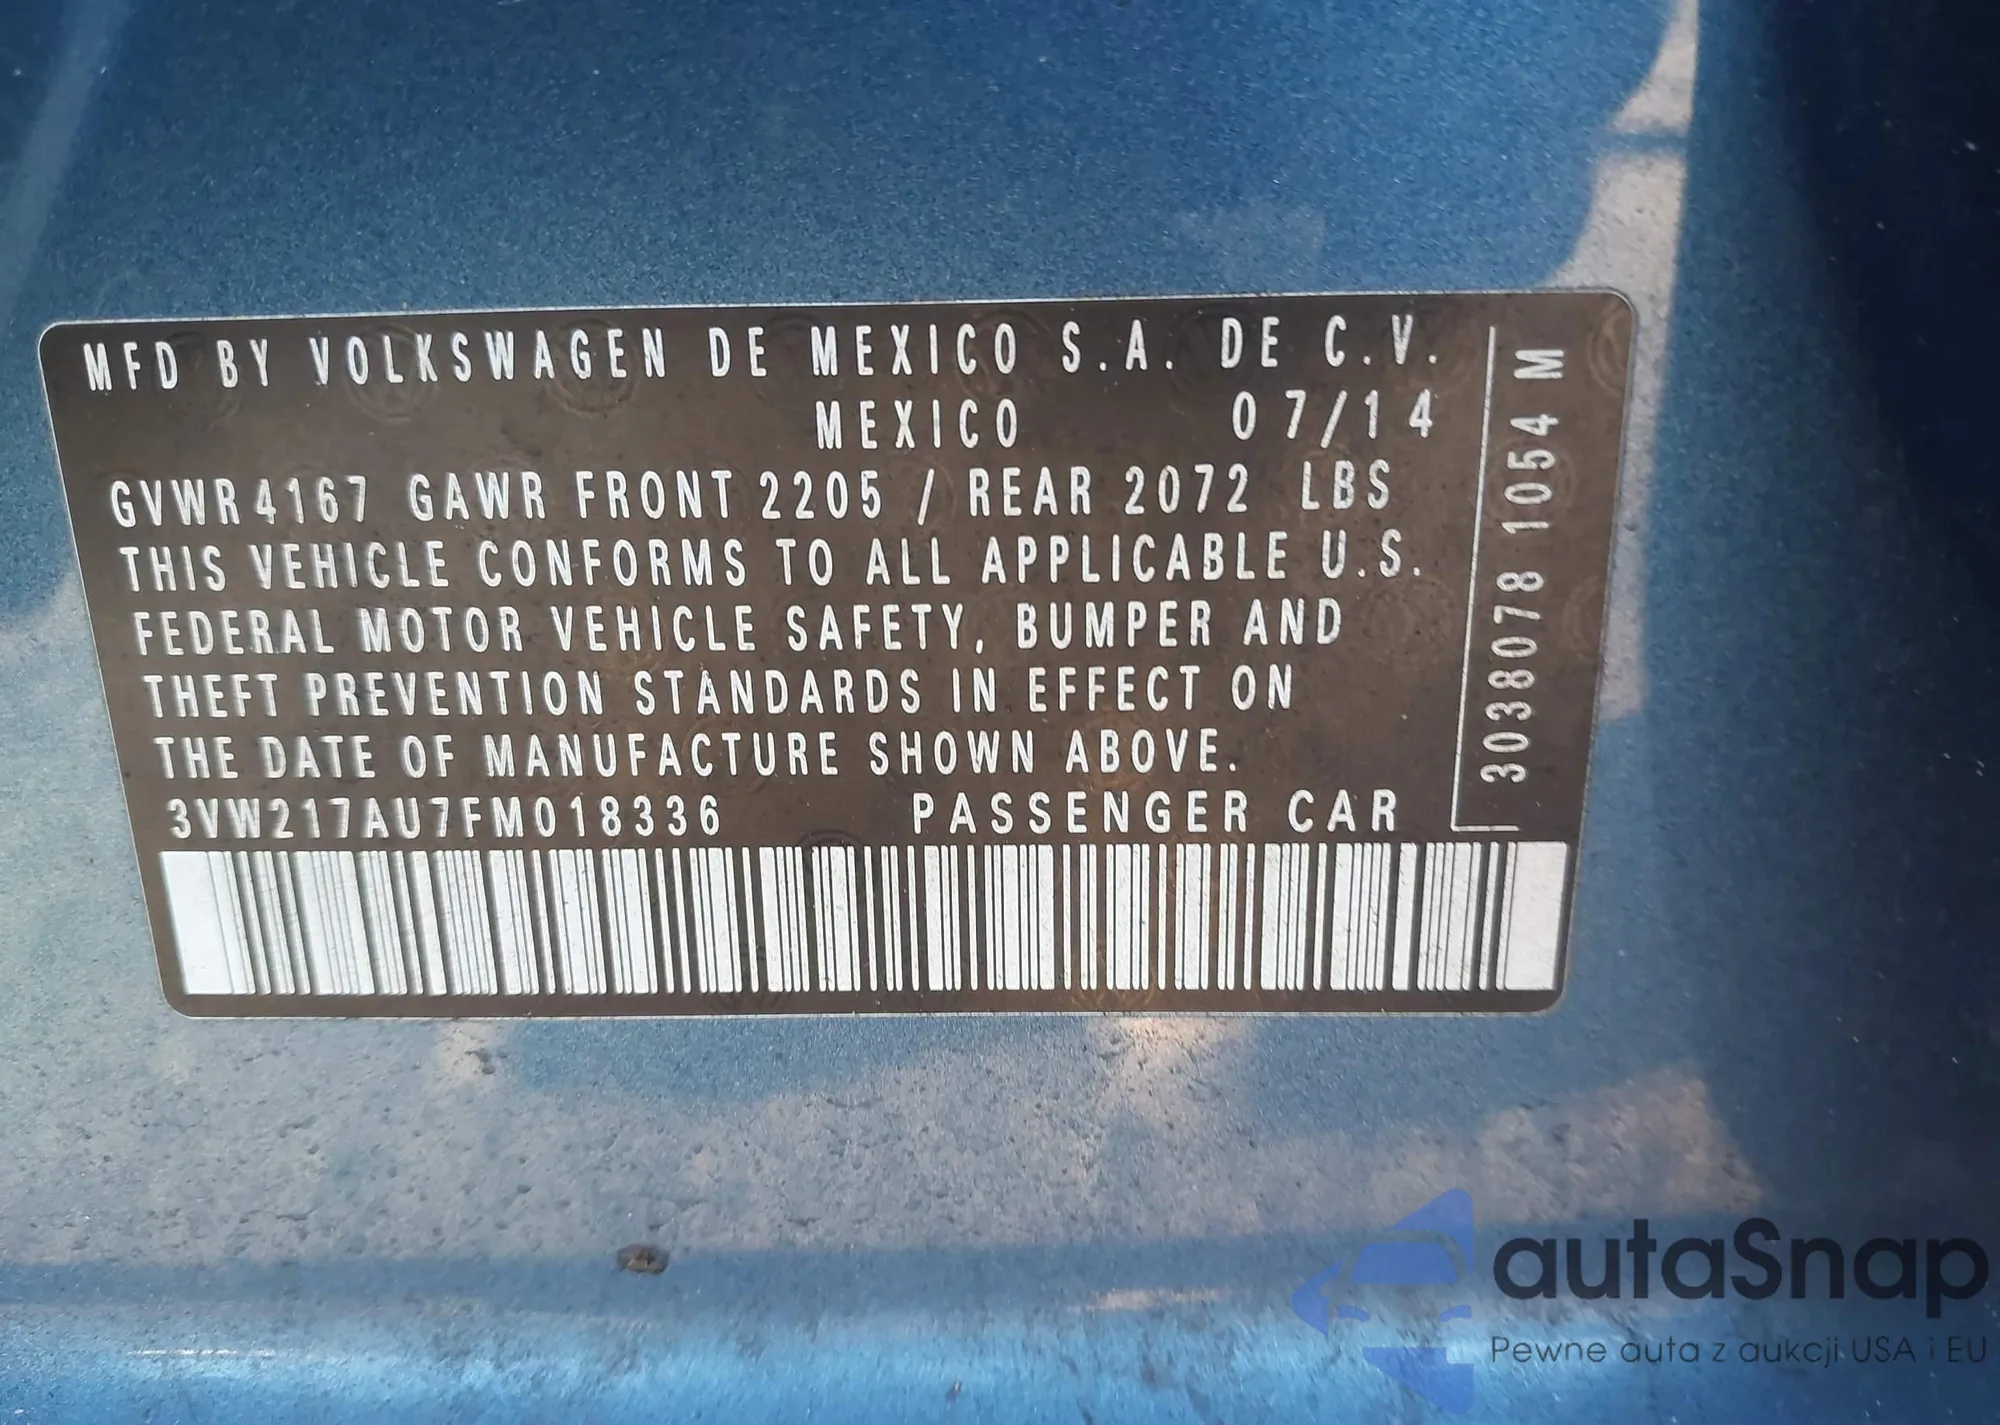 MFD BY VOLKSWAGEN DE MEXICO S.A. DE C.V.
MEXICO 07/14
GVWR 4167 GAWR FRONT 2205 / REAR 2072 LBS
THIS VEHICLE CONFORMS TO ALL APPLICABLE U.S.
FEDERAL MOTOR VEHICLE SAFETY, BUMPER AND
THEFT PREVENTION STANDARDS IN EFFECT ON
THE DATE OF MANUFACTURE SHOWN ABOVE.
3VW217AU7FM018336 PASSENGER CAR
3038078 1054 M
autaSnap
Pewne auta z aukcji USA i EU